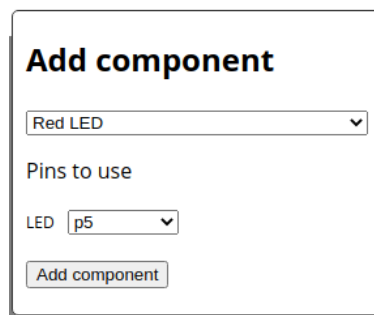 Add component
Red LED
Pins to use
LED p5
Add component